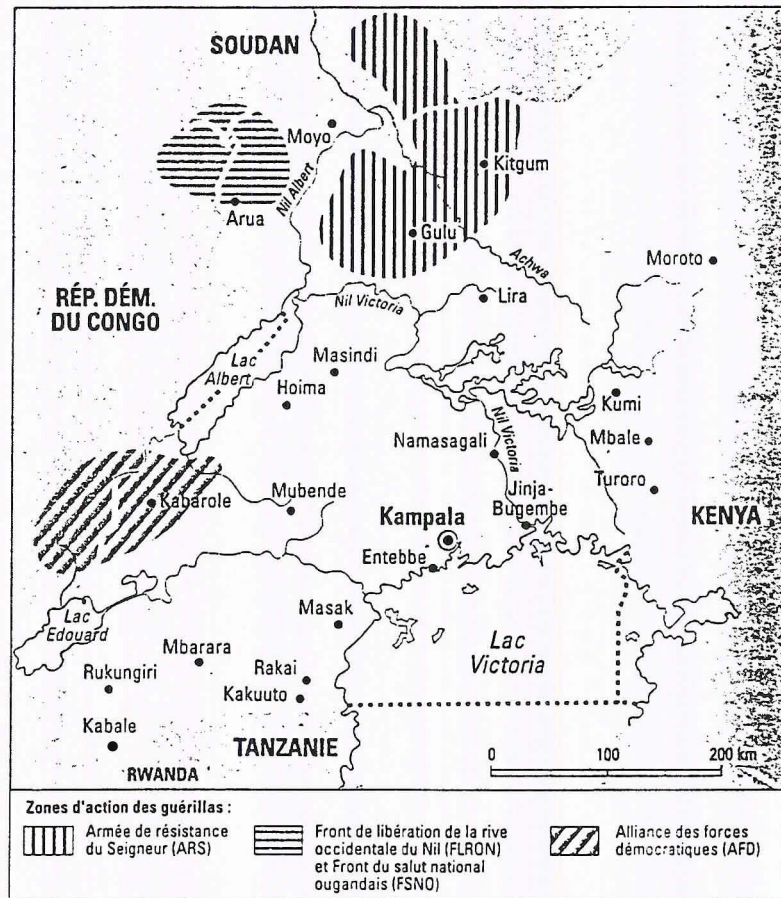 SOUDAN
Moyo
Kitgum
Nil Albert
Arua
Gulu
Achwa
Moroto
RÉP. DÉM.
DU CONGO
Nil Victoria
Lira
Lac
Albert
Masindi
Hoima
Kumi
Namasagali
Nil
Victoria
Mbale
Turoro
Kabarole
Mubende
Jinja-
Bugembe
Kampala
KENYA
Entebbe
Lac
Edouard
Masak
Mbarara
Lac
Victoria
Rukungiri
Rakai
Kakuuto
Kabale
TANZANIE
RWANDA
0 100 200 km
Zones d'action des guérillas :
Armée de résistance
du Seigneur (ARS)
Front de libération de la rive
occidentale du Nil (FLRON)
et Front du salut national
ougandais (FSNO)
Alliance des forces
démocratiques (AFD)